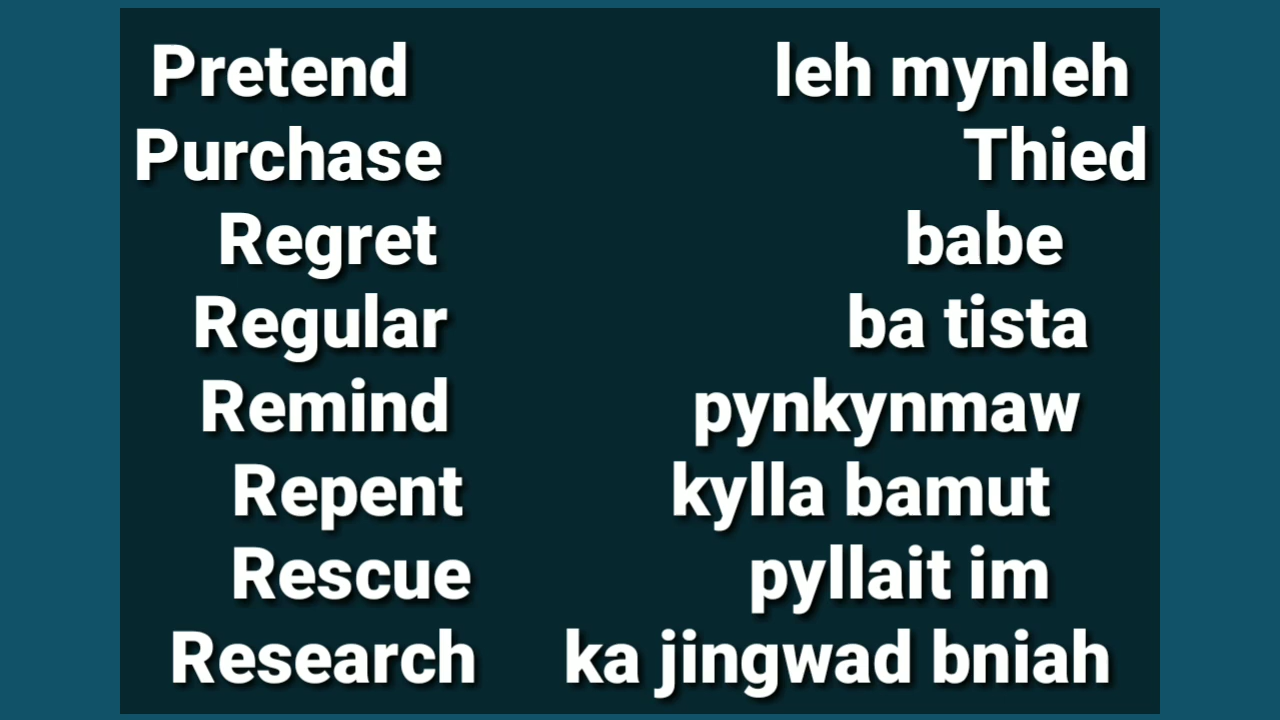 Pretend leh mynleh
Purchase Thied
Regret babe
Regular ba tista
Remind pynkynmaw
Repent kylla bamut
Rescue pyllait im
Research ka jingwad bniah